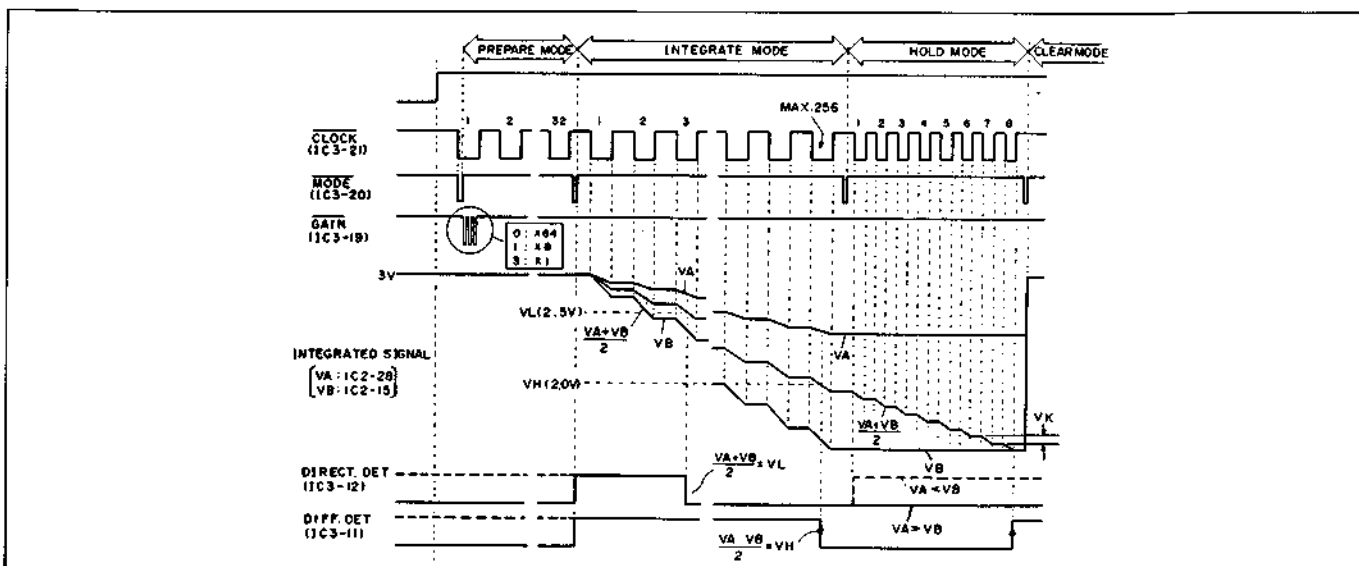 PREPARE MODE INTEGRATE MODE HOLD MODE CLEAR MODE
MAX.256
1 2 32 1 2 3 1 2 3 4 5 6 7 8
CLOCK
(IC3-21)
MODE
(IC3-20)
GAIN
(IC3-19)
0 : x64
1 : x8
3 : x1
3V
VA
VL(2.5V)
VA+VB
2
VB
VA
INTEGRATED SIGNAL
VA:IC2-28
VB:IC2-15
VH(2.0V)
VA+VB
2
VK
VB
DIRECT. DET
(IC3-12)
VA+VB
2
=VL
VA<VB
DIFF. DET
(IC3-11)
VA VB
2
=VH
VA>VB